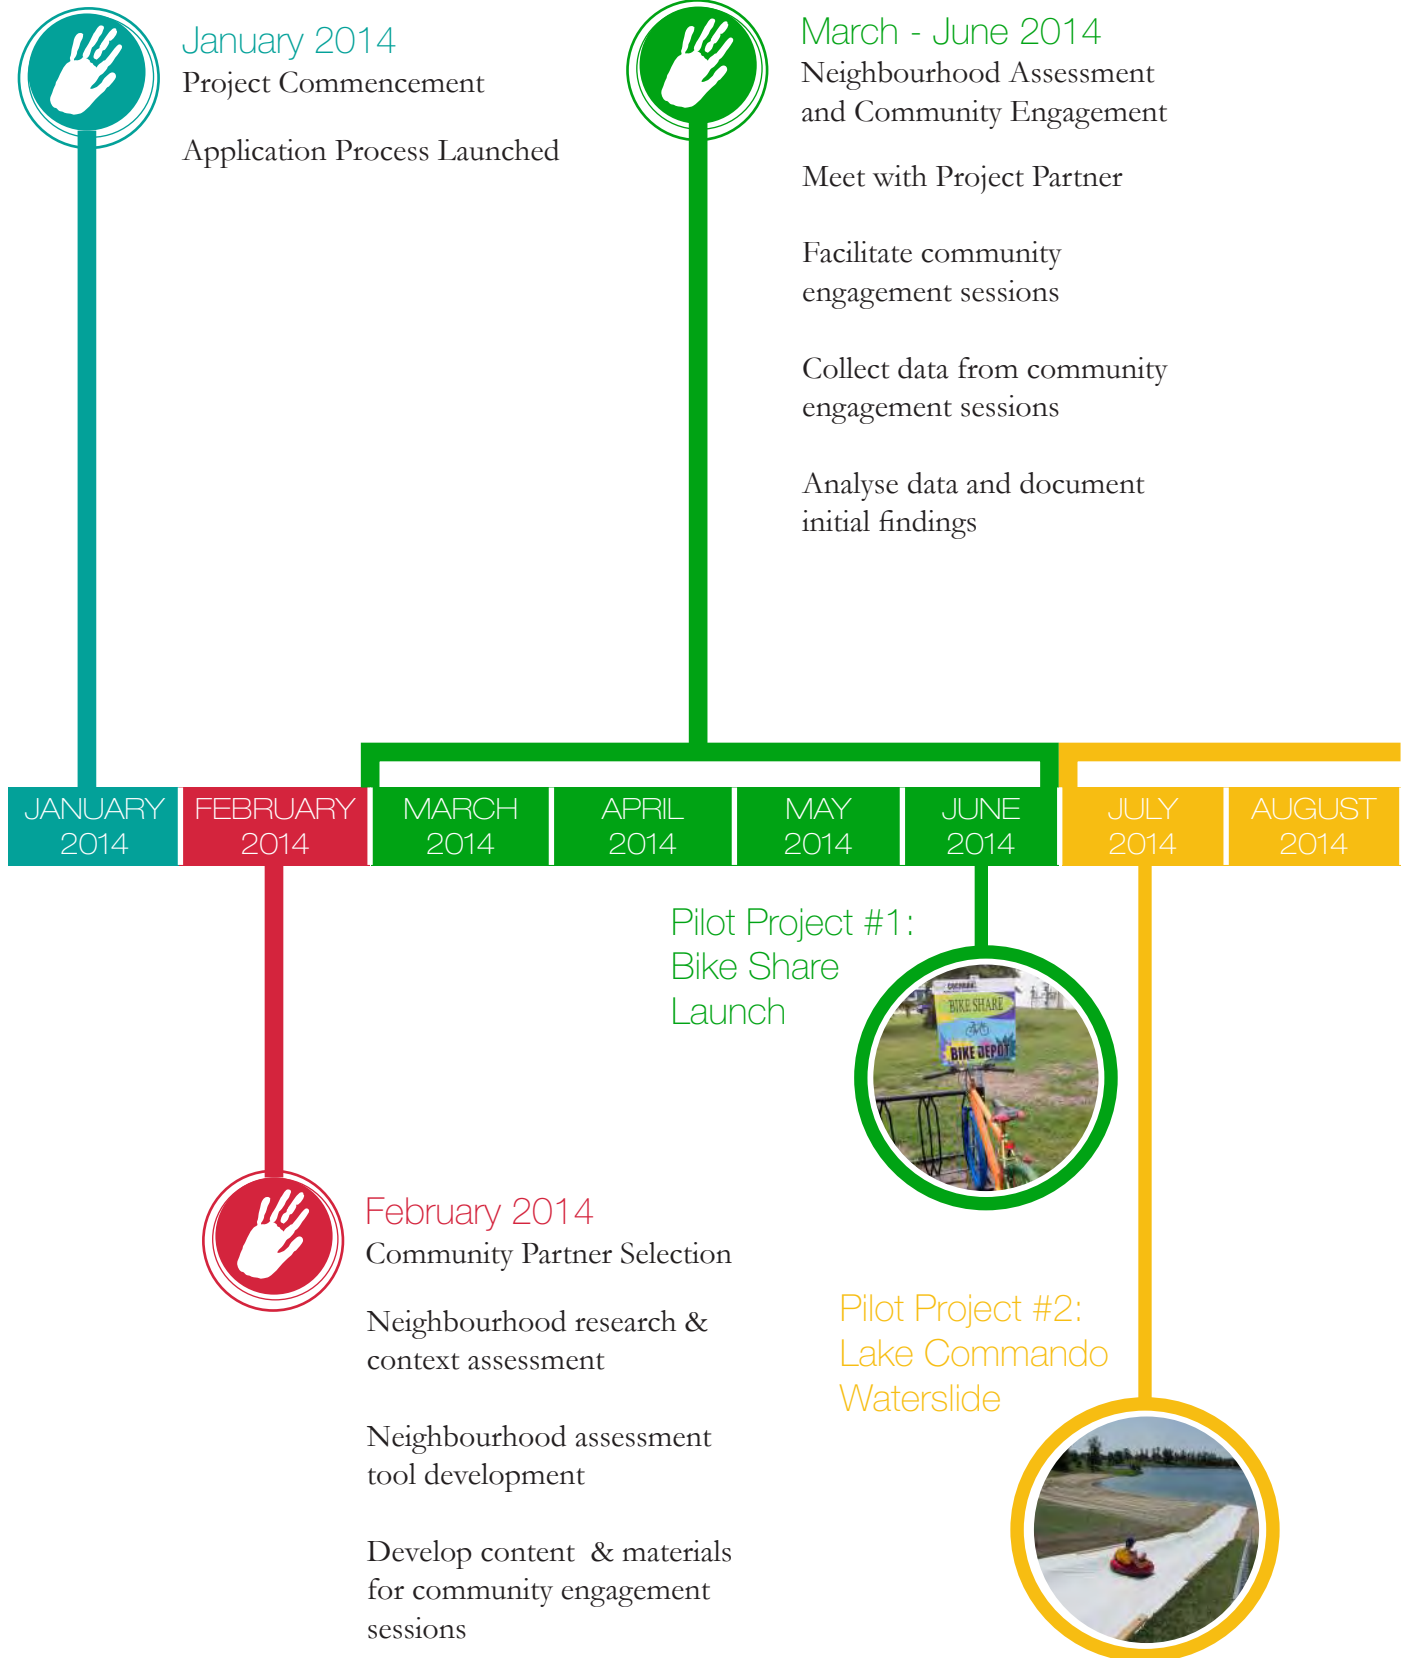 January 2014
Project Commencement
Application Process Launched
March - June 2014
Neighbourhood Assessment
and Community Engagement
Meet with Project Partner
Facilitate community
engagement sessions
Collect data from community
engagement sessions
Analyse data and document
initial findings
JANUARY
2014
FEBRUARY
2014
MARCH
2014
APRIL
2014
MAY
2014
JUNE
2014
JULY
2014
AUGUST
2014
Pilot Project #1:
Bike Share
Launch
BIKE SHARE
BIKE DEPOT
February 2014
Community Partner Selection
Neighbourhood research &
context assessment
Neighbourhood assessment
tool development
Develop content  & materials
for community engagement
sessions
Pilot Project #2:
Lake Commando
Waterslide